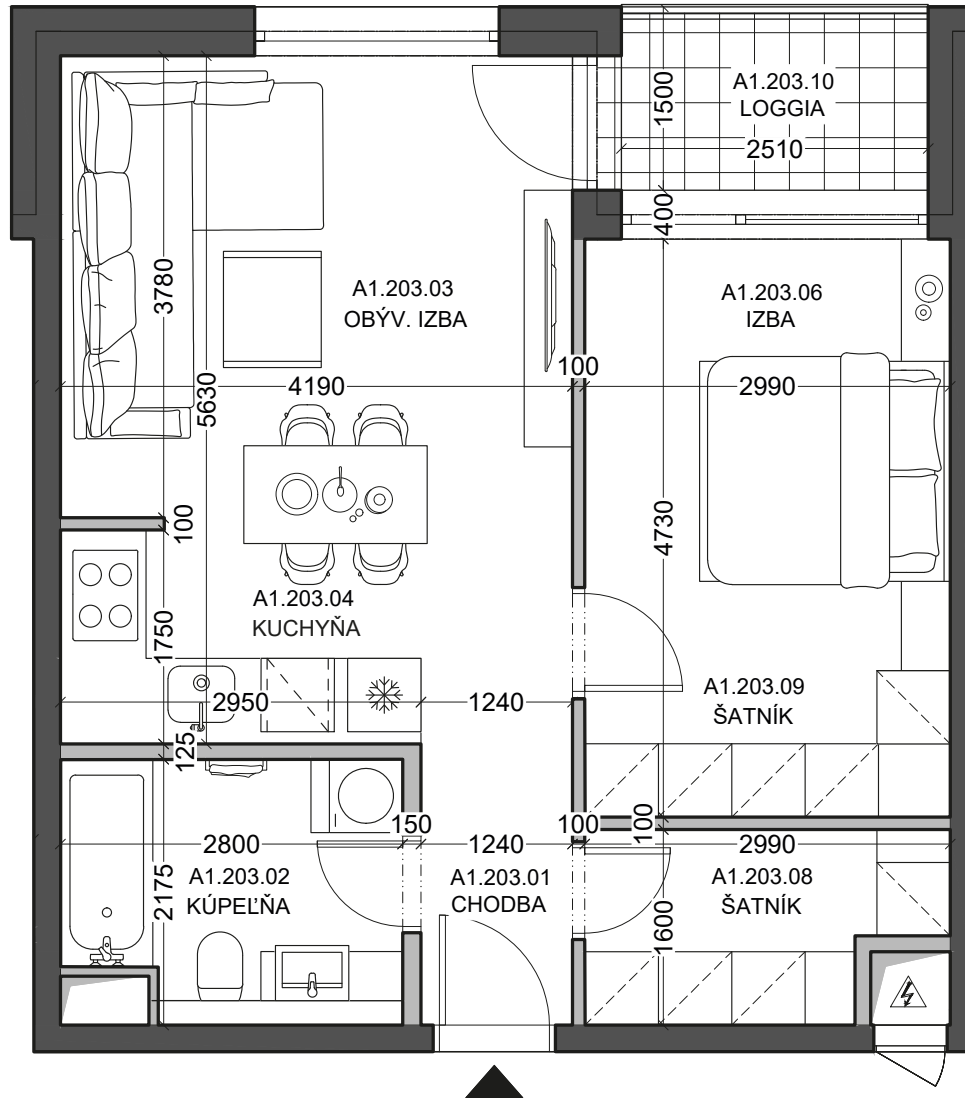 A1.203.10
LOGGIA
1500
2510
400
3780
A1.203.03
OBÝV. IZBA
A1.203.06
IZBA
100
4190
2990
5630
100
4730
A1.203.04
KUCHYŇA
1750
2950
1240
A1.203.09
ŠATNÍK
125
150
100
100
2800
1240
2990
A1.203.02
KÚPEĽŇA
2175
A1.203.01
CHODBA
A1.203.08
ŠATNÍK
1600